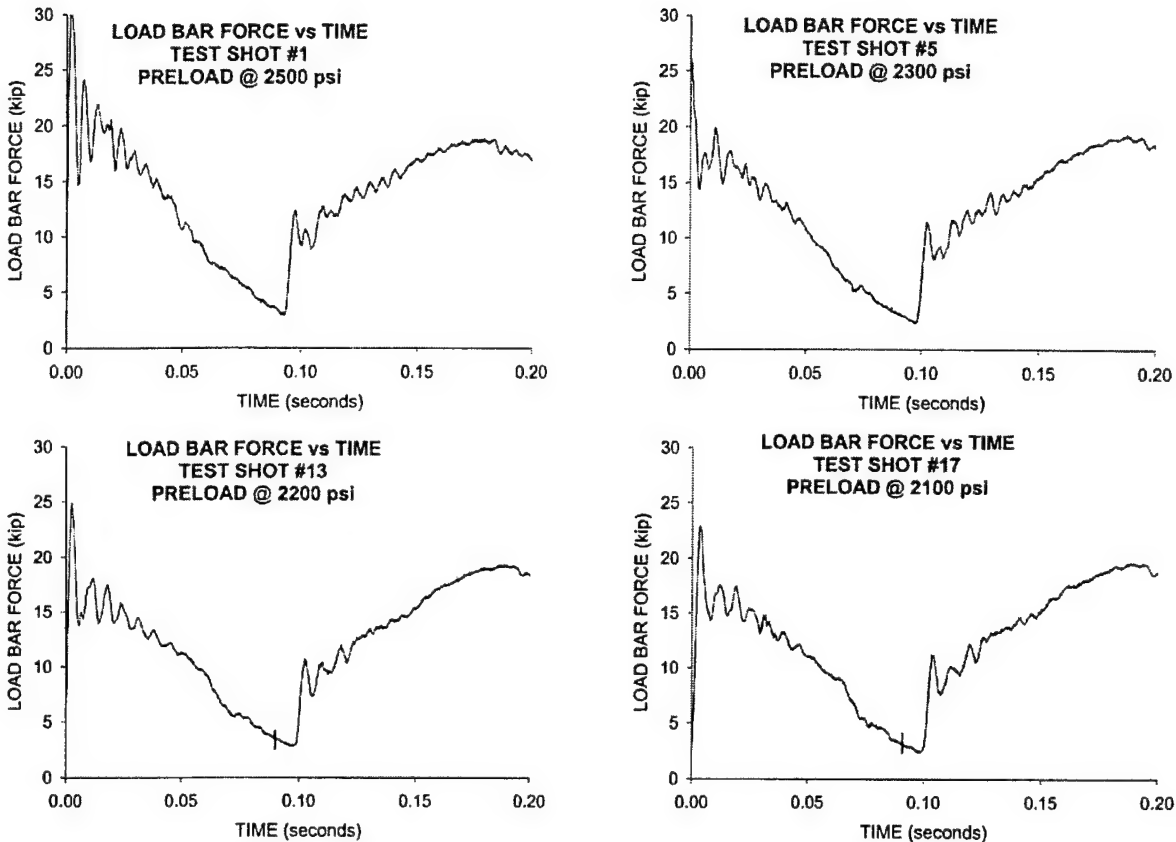 LOAD BAR FORCE vs TIME
TEST SHOT #1
PRELOAD @ 2500 psi
LOAD BAR FORCE (kip)
30
25
20
15
10
5
0
0.00 0.05 0.10 0.15 0.20
TIME (seconds)
LOAD BAR FORCE vs TIME
TEST SHOT #5
PRELOAD @ 2300 psi
LOAD BAR FORCE (kip)
30
25
20
15
10
5
0
0.00 0.05 0.10 0.15 0.20
TIME (seconds)
LOAD BAR FORCE vs TIME
TEST SHOT #13
PRELOAD @ 2200 psi
LOAD BAR FORCE (kip)
30
25
20
15
10
5
0
0.00 0.05 0.10 0.15 0.20
TIME (seconds)
LOAD BAR FORCE vs TIME
TEST SHOT #17
PRELOAD @ 2100 psi
LOAD BAR FORCE (kip)
30
25
20
15
10
5
0
0.00 0.05 0.10 0.15 0.20
TIME (seconds)